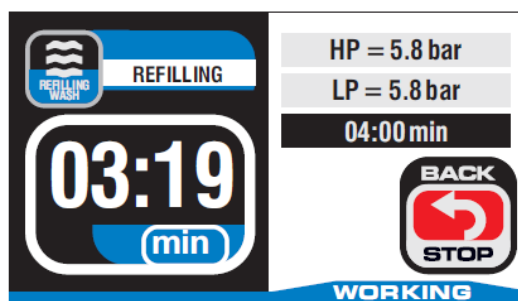 REFILLING
WASH
REFILLING
03:19
min
HP = 5.8 bar
LP = 5.8 bar
04:00 min
BACK
STOP
WORKING